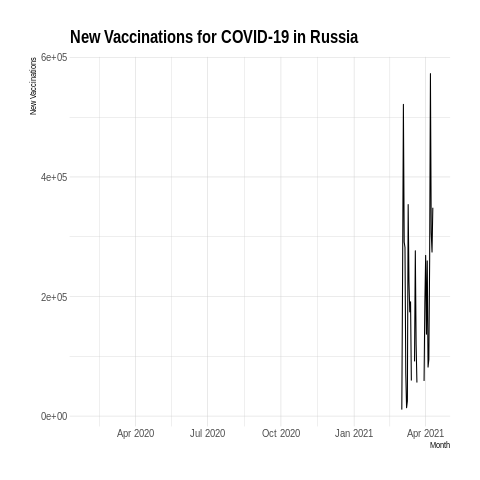 New Vaccinations for COVID-19 in Russia
New Vaccinations
6e+05
4e+05
2e+05
0e+00
Apr 2020 Jul 2020 Oct 2020 Jan 2021 Apr 2021
Month